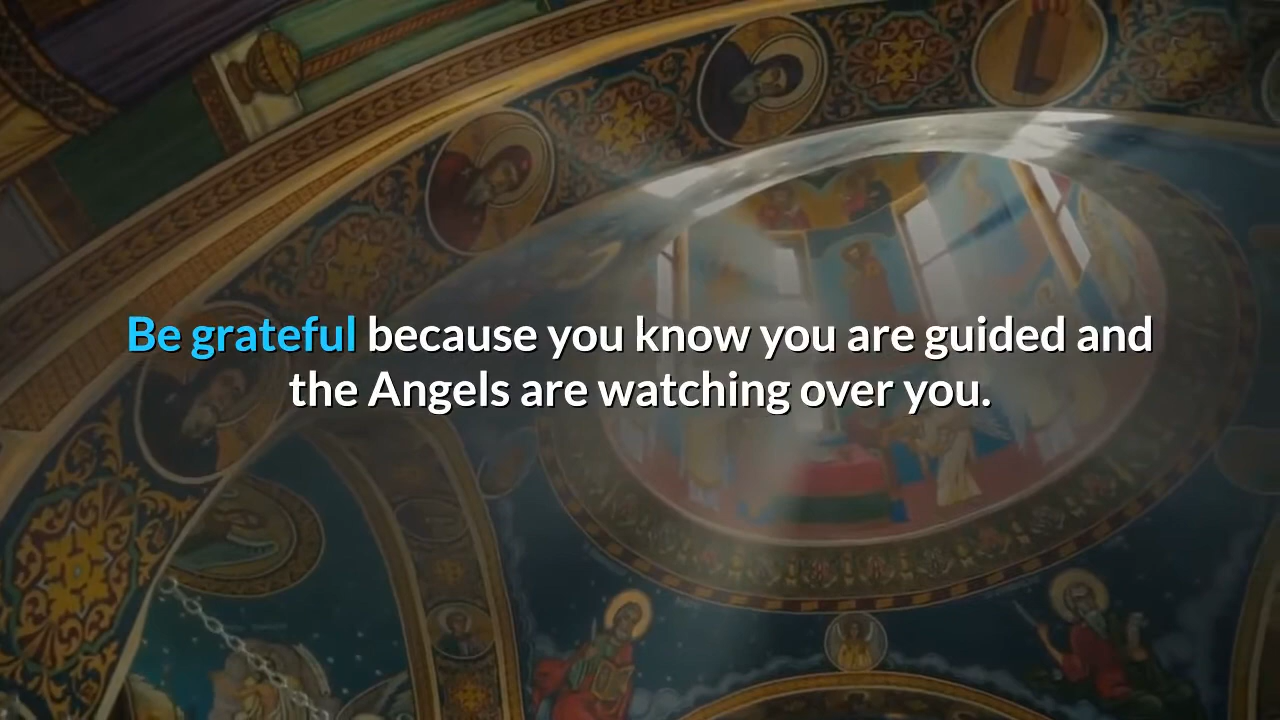 Be grateful because you know you are guided and
the Angels are watching over you.